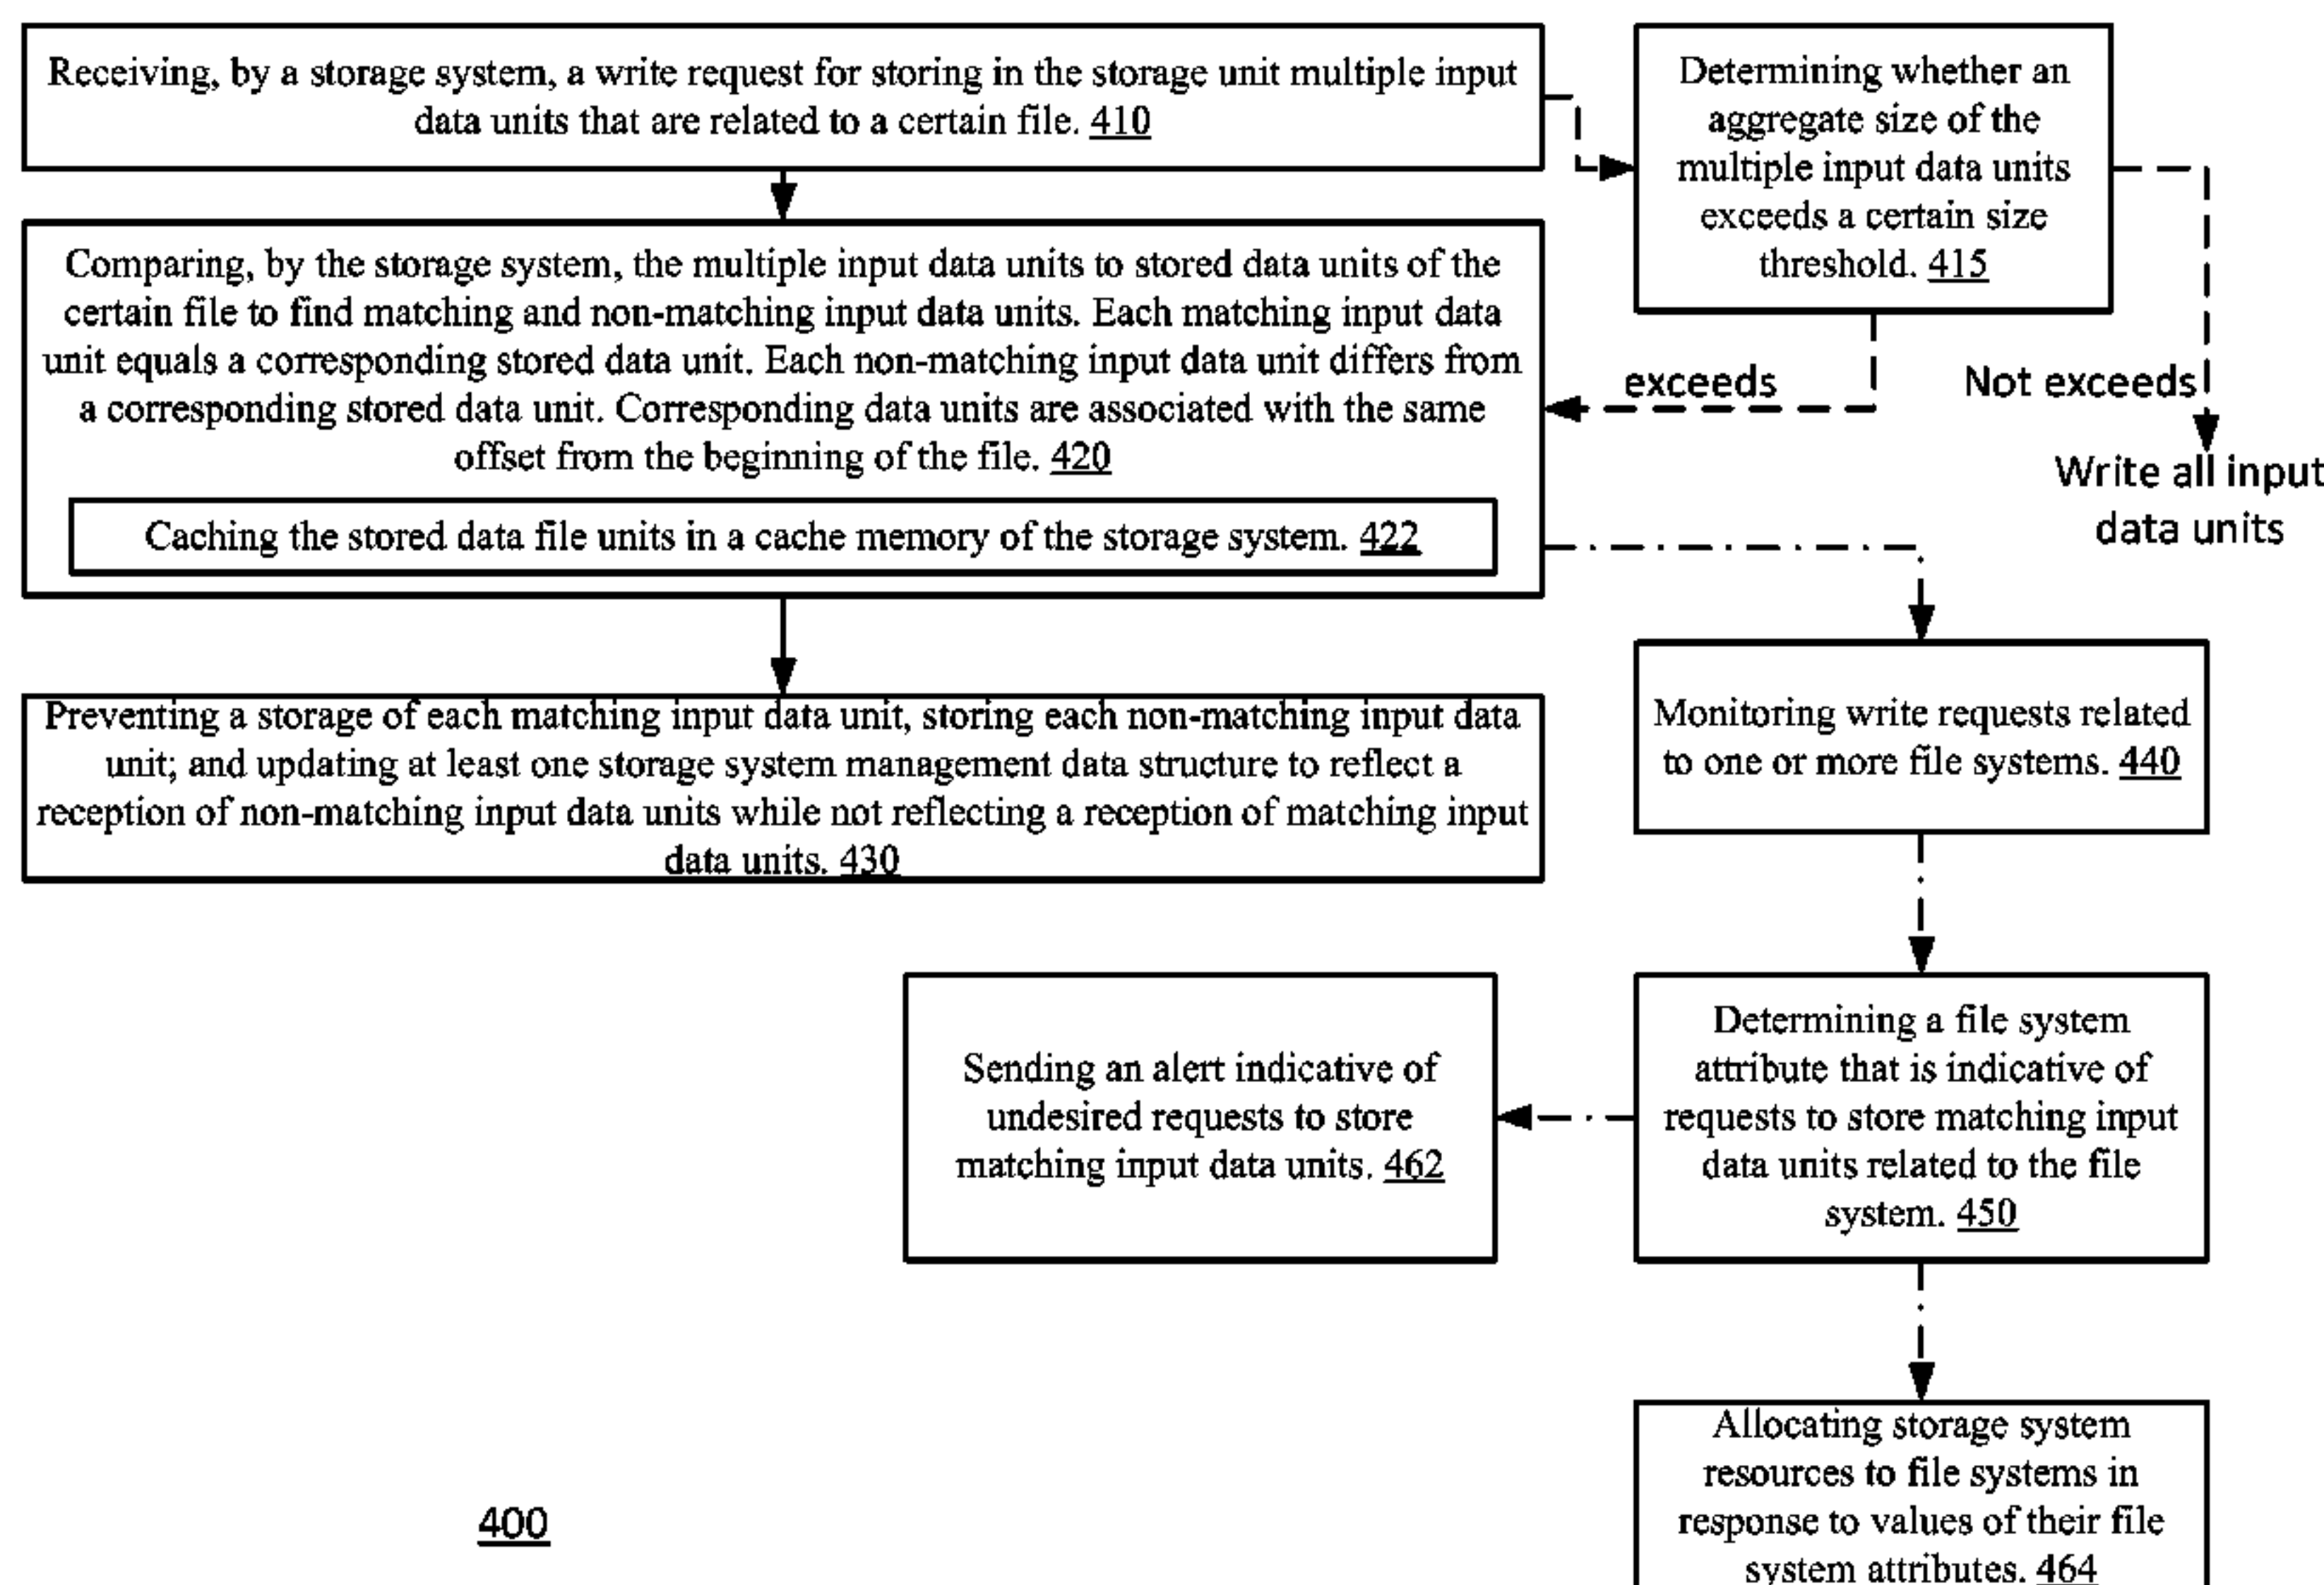 Receiving, by a storage system, a write request for storing in the storage unit multiple input
data units that are related to a certain file. 410
Determining whether an
aggregate size of the
multiple input data units
exceeds a certain size
threshold. 415
Comparing, by the storage system, the multiple input data units to stored data units of the
certain file to find matching and non-matching input data units. Each matching input data
unit equals a corresponding stored data unit. Each non-matching input data unit differs from
a corresponding stored data unit. Corresponding data units are associated with the same
offset from the beginning of the file. 420
Caching the stored data file units in a cache memory of the storage system. 422
exceeds
Not exceeds
Write all input
data units
Preventing a storage of each matching input data unit, storing each non-matching input data
unit; and updating at least one storage system management data structure to reflect a
reception of non-matching input data units while not reflecting a reception of matching input
data units. 430
Monitoring write requests related
to one or more file systems. 440
Sending an alert indicative of
undesired requests to store
matching input data units. 462
Determining a file system
attribute that is indicative of
requests to store matching input
data units related to the file
system. 450
Allocating storage system
resources to file systems in
response to values of their file
system attributes. 464
400